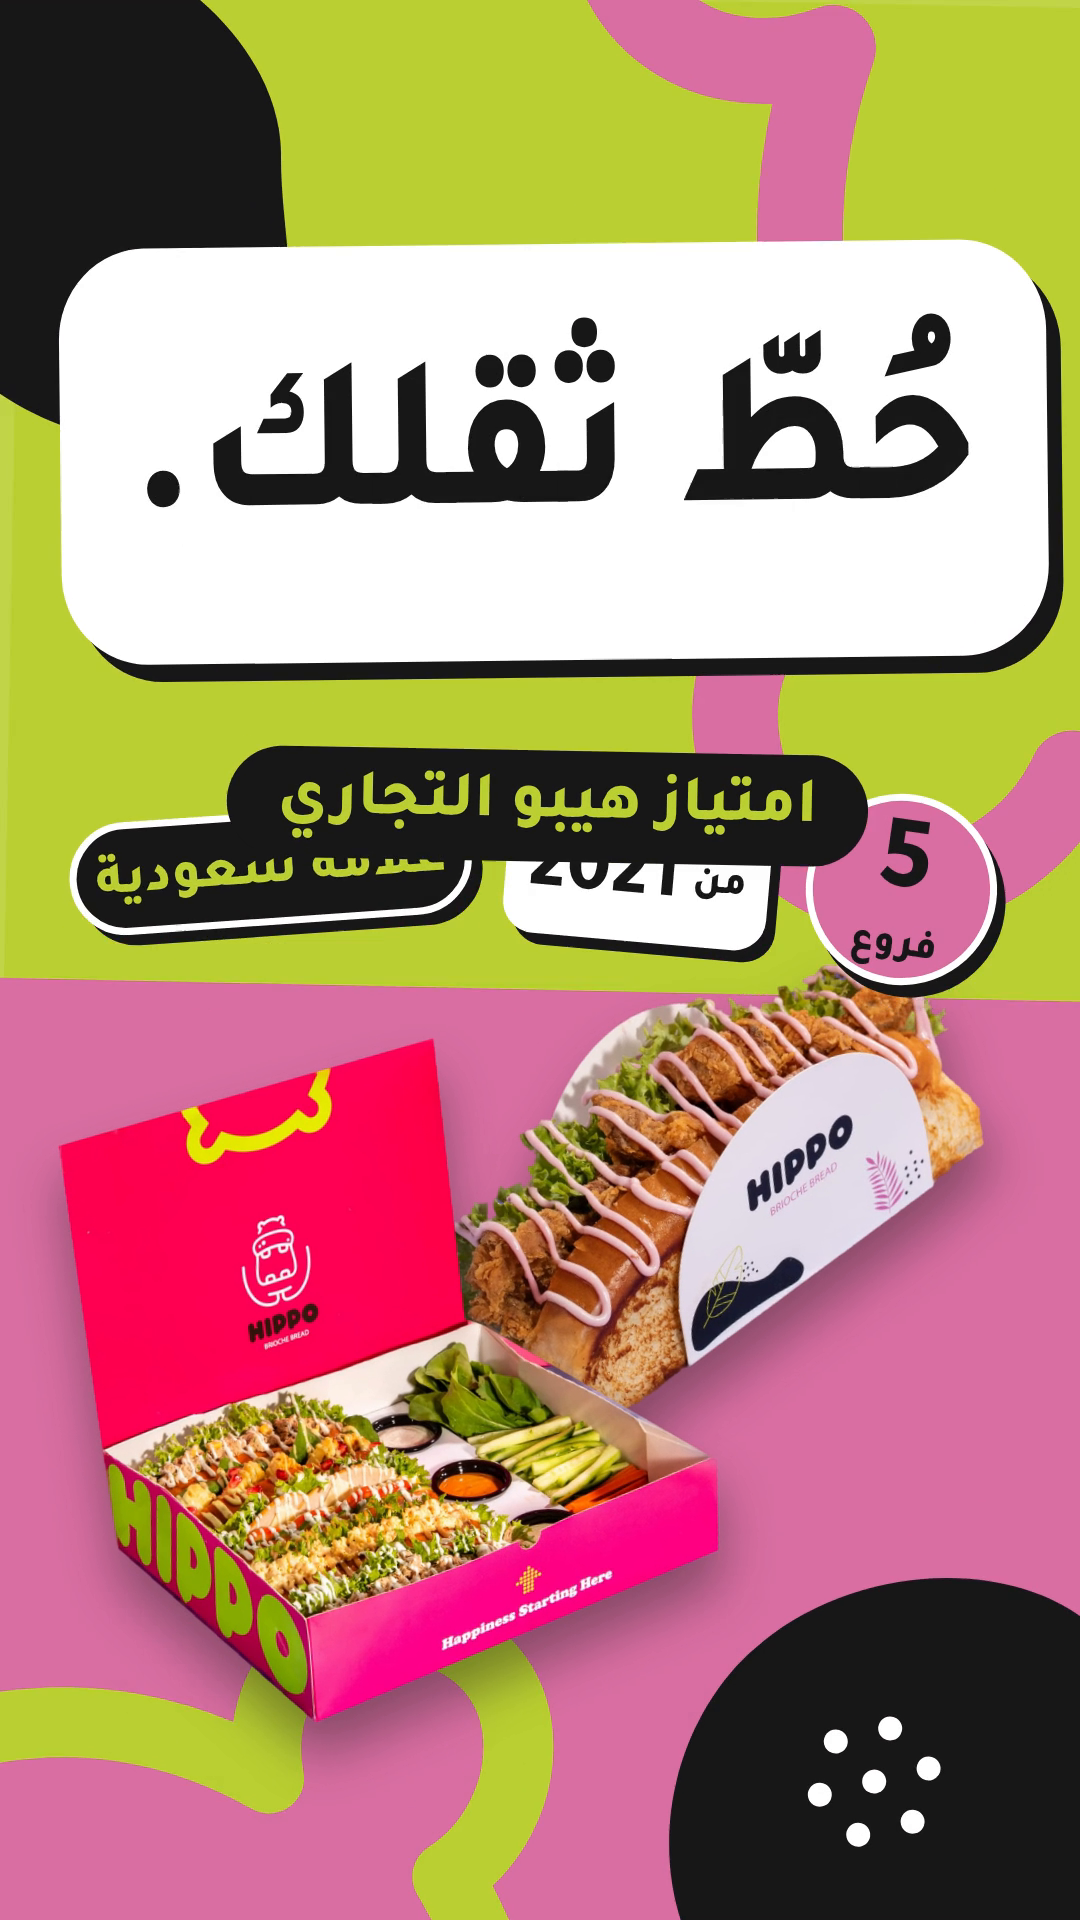 حُطّ ثقلك.
امتياز هيبو التجاري
5
فروع
من 2021
علامة سعودية
HIPPO
BRIOCHE BREAD
HIPPO
BRIOCHE BREAD
HIPPO
Happiness Starting Here